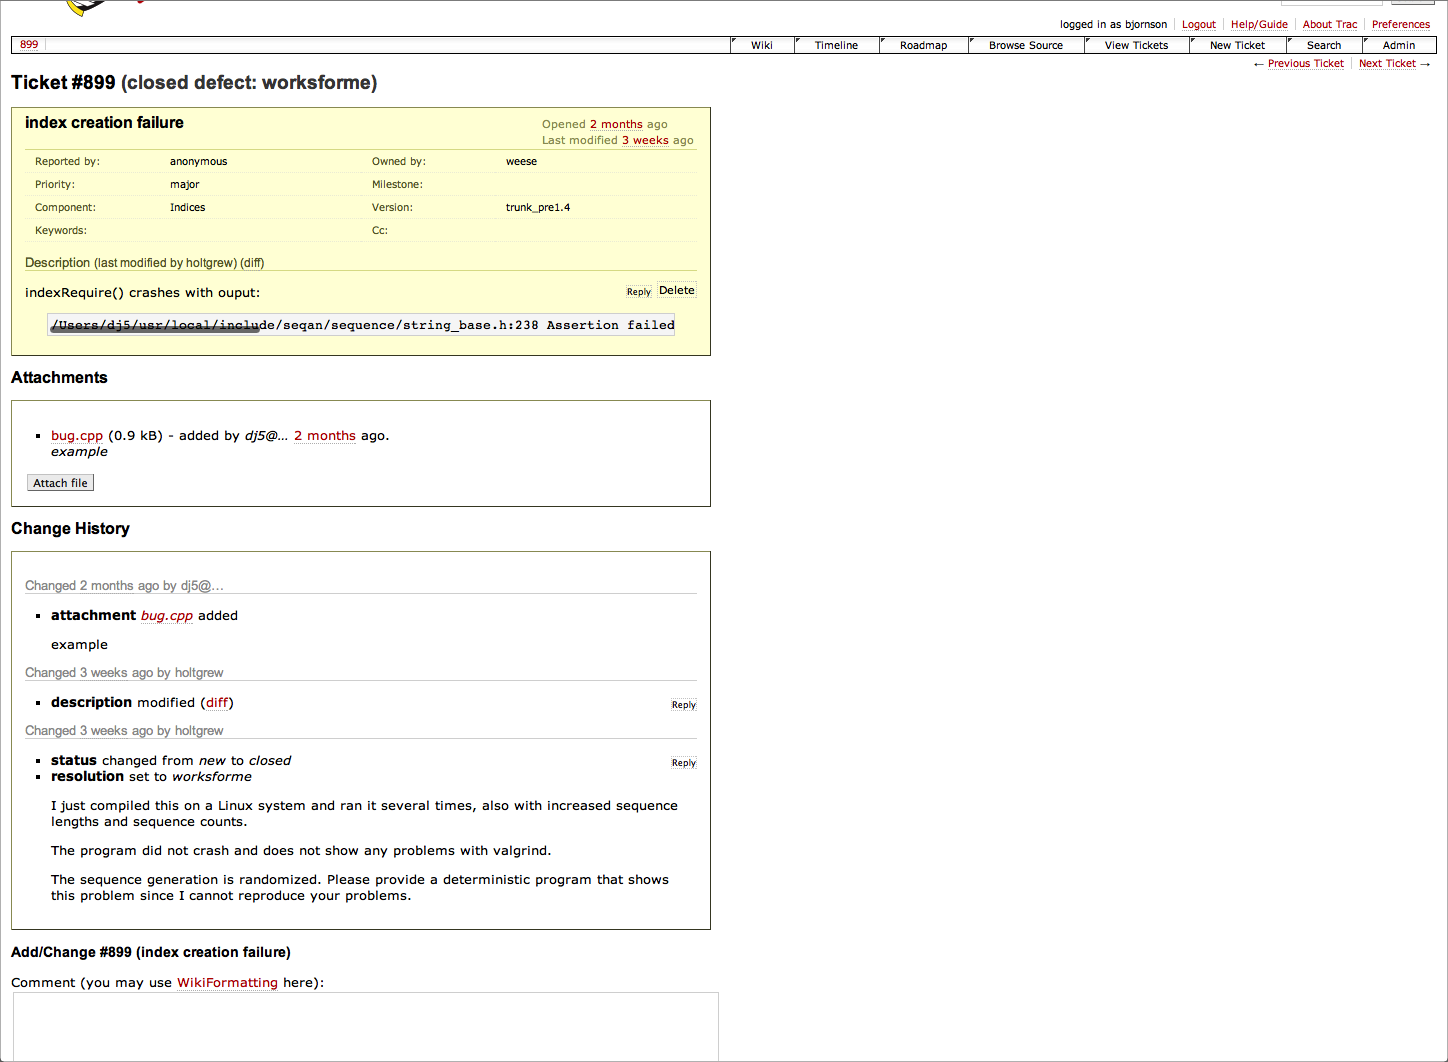 logged in as bjornson Logout Help/Guide About Trac Preferences
899 Wiki Timeline Roadmap Browse Source View Tickets New Ticket Search Admin
← Previous Ticket Next Ticket →
Ticket #899 (closed defect: worksforme)
index creation failure
Opened 2 months ago
Last modified 3 weeks ago
Reported by: anonymous Owned by: weese
Priority: major Milestone:
Component: Indices Version: trunk_pre1.4
Keywords: Cc:
Description (last modified by holtgrew) (diff)
indexRequire() crashes with ouput: Reply Delete
/Users/dj5/usr/local/include/seqan/sequence/string_base.h:238 Assertion failed
Attachments
bug.cpp (0.9 kB) - added by dj5@... 2 months ago.
example
Attach file
Change History
Changed 2 months ago by dj5@...
attachment bug.cpp added
example
Changed 3 weeks ago by holtgrew
description modified (diff) Reply
Changed 3 weeks ago by holtgrew
status changed from new to closed Reply
resolution set to worksforme
I just compiled this on a Linux system and ran it several times, also with increased sequence
lengths and sequence counts.
The program did not crash and does not show any problems with valgrind.
The sequence generation is randomized. Please provide a deterministic program that shows
this problem since I cannot reproduce your problems.
Add/Change #899 (index creation failure)
Comment (you may use WikiFormatting here):